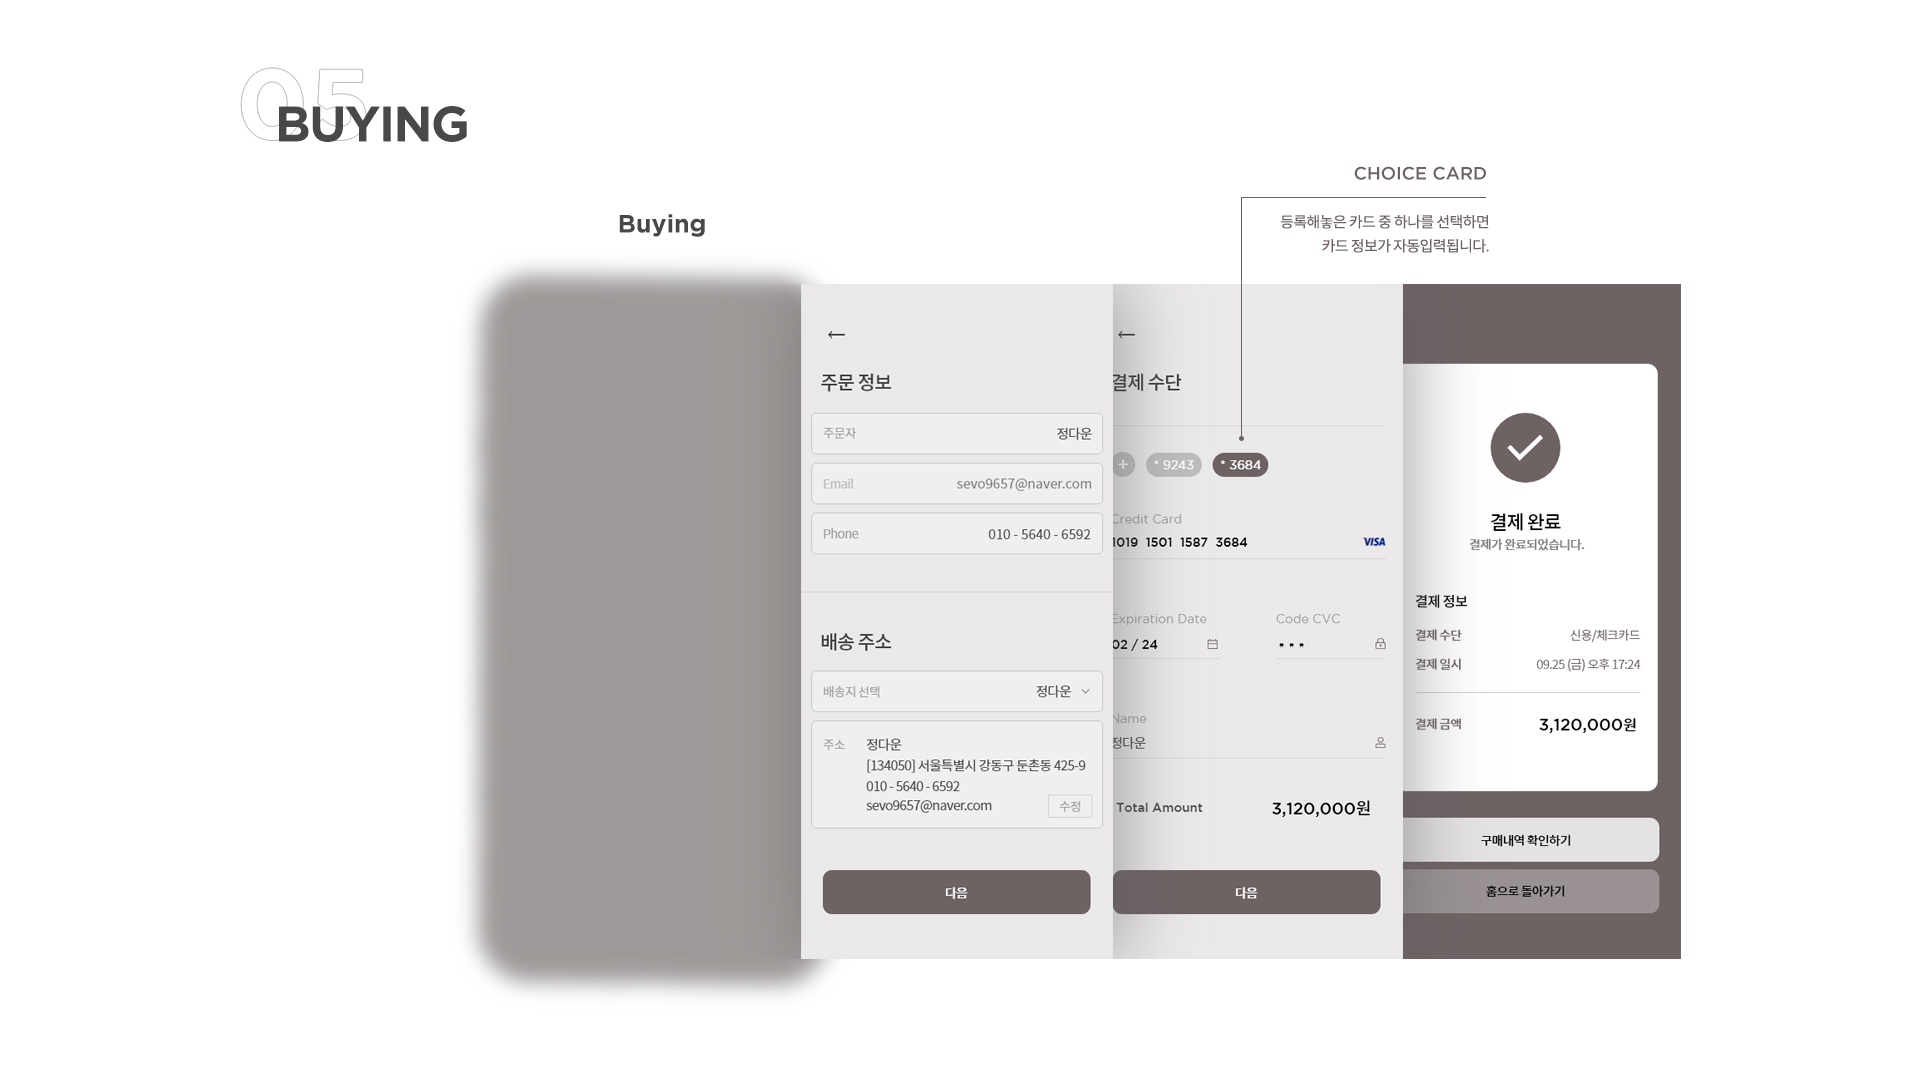 05
BUYING
Buying
CHOICE CARD
등록해놓은 카드 중 하나를 선택하면
카드 정보가 자동입력됩니다.
←
주문 정보
주문자 정다운
Email sevo9657@naver.com
Phone 010 - 5640 - 6592
배송 주소
배송지 선택 정다운
주소 정다운
[134050] 서울특별시 강동구 둔촌동 425-9
010 - 5640 - 6592
sevo9657@naver.com
수정
다음
←
결제 수단
+ * 9243 * 3684
Credit Card
1019 1501 1587 3684 VISA
Expiration Date Code CVC
02 / 24 • • •
Name
정다운
Total Amount 3,120,000원
다음
결제 완료
결제가 완료되었습니다.
결제 정보
결제 수단 신용/체크카드
결제 일시 09.25 (금) 오후 17:24
결제 금액 3,120,000원
구매내역 확인하기
홈으로 돌아가기